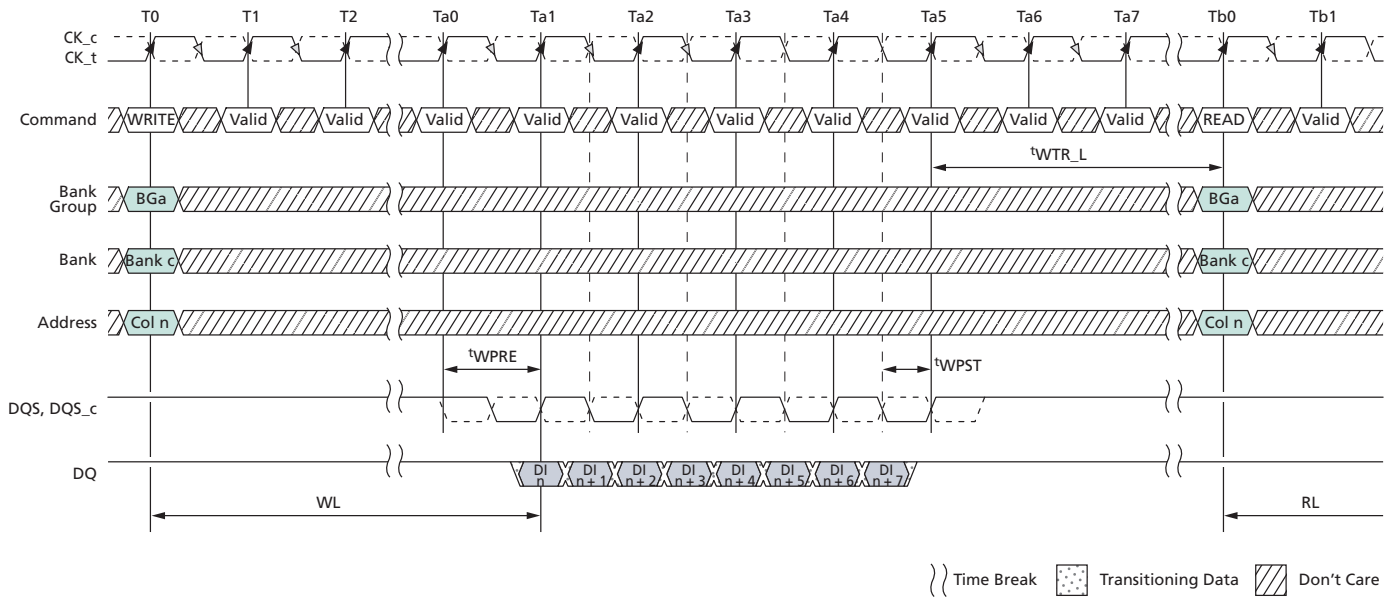 T0 T1 T2 Ta0 Ta1 Ta2 Ta3 Ta4 Ta5 Ta6 Ta7 Tb0 Tb1
CK_c
CK_t
Command WRITE Valid Valid Valid Valid Valid Valid Valid Valid Valid Valid READ Valid
tWTR_L
Bank
Group BGa BGa
Bank Bank c Bank c
Address Col n Col n
tWPRE tWPST
DQS, DQS_c
DQ DI DI DI DI DI DI DI DI
n n + 1 n + 2 n + 3 n + 4 n + 5 n + 6 n + 7
WL RL
Time Break Transitioning Data Don't Care